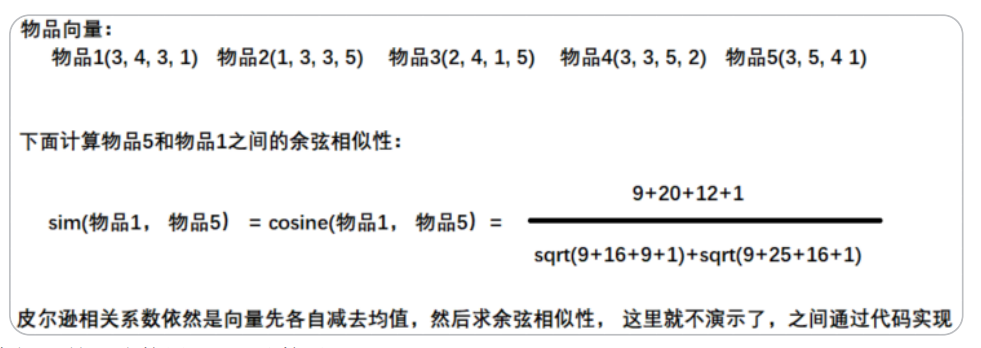 物品向量：
物品1(3, 4, 3, 1) 物品2(1, 3, 3, 5) 物品3(2, 4, 1, 5) 物品4(3, 3, 5, 2) 物品5(3, 5, 4 1)
下面计算物品5和物品1之间的余弦相似性：
9+20+12+1
sim(物品1， 物品5） = cosine(物品1， 物品5） =
sqrt(9+16+9+1)+sqrt(9+25+16+1)
皮尔逊相关系数依然是向量先各自减去均值，然后求余弦相似性， 这里就不演示了，之间通过代码实现